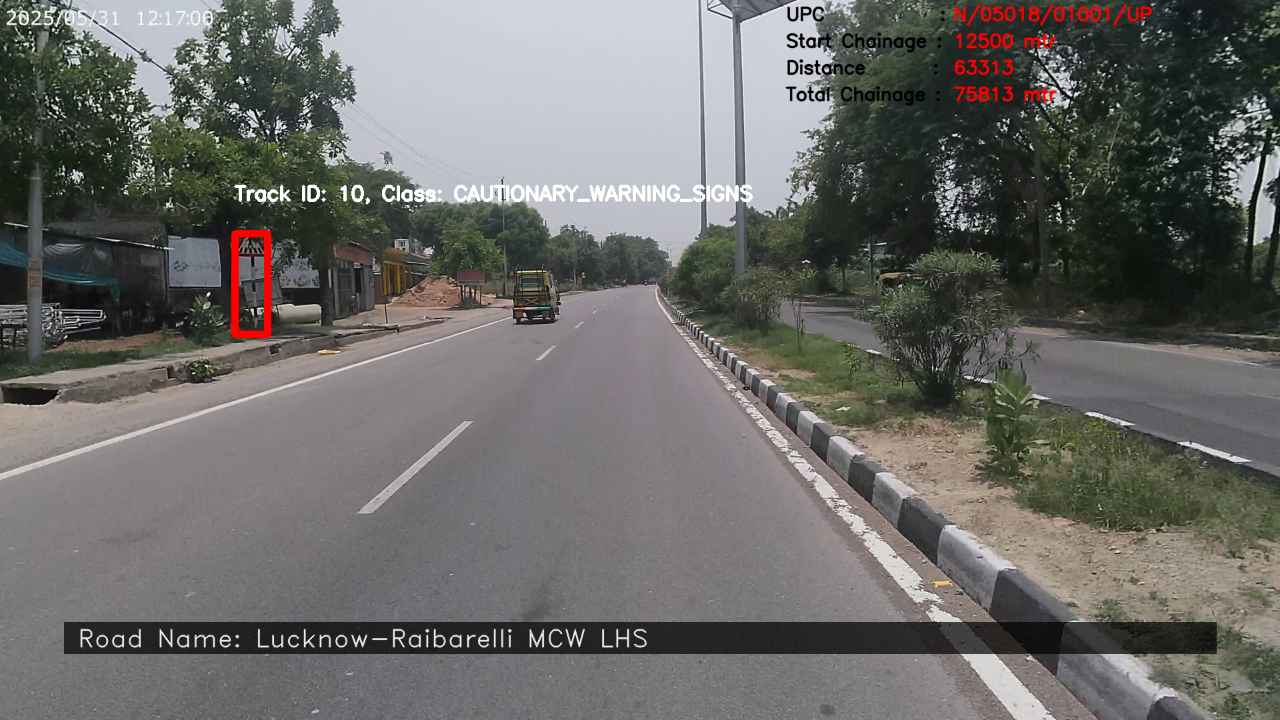 2025/05/31 12:17:00
UPC : N/05018/01001/UP
Start Chainage : 12500 mtr
Distance : 63313
Total Chainage : 75813 mtr
Track ID: 10, Class: CAUTIONARY_WARNING_SIGNS
Road Name: Lucknow-Raibarelli MCW LHS